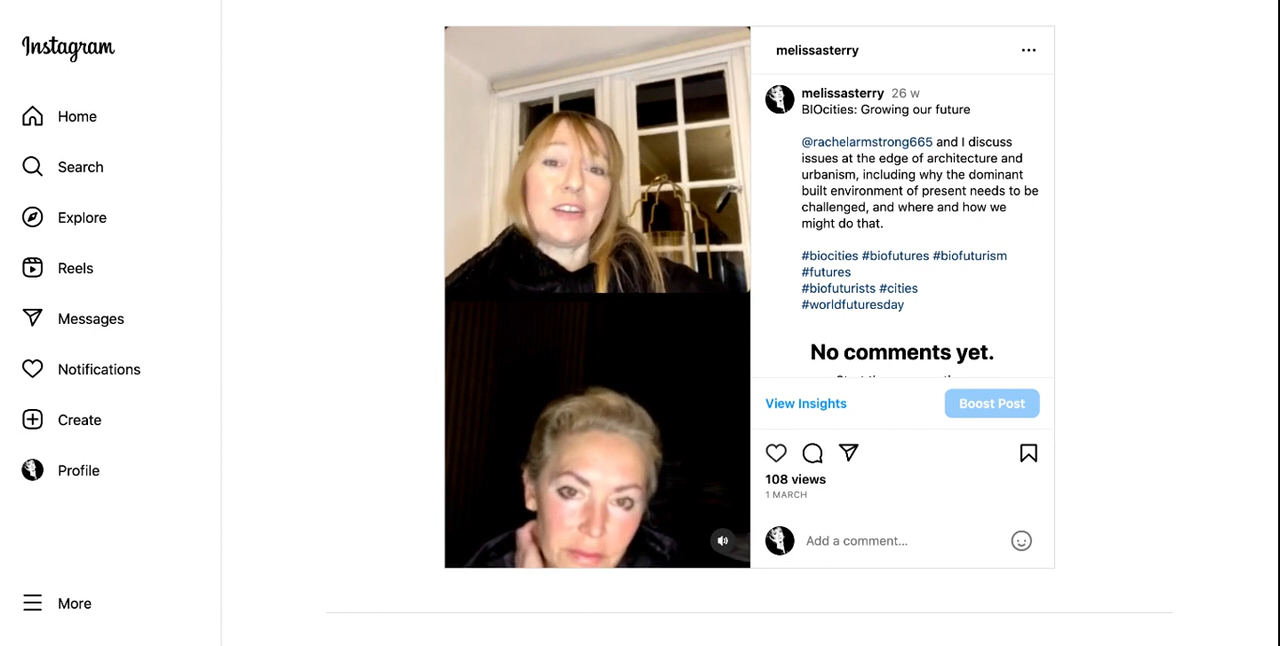 Instagram
Home
Search
Explore
Reels
Messages
Notifications
Create
Profile
More
melissasterry
melissasterry 26 w
BIOcities: Growing our future
@rachelarmstrong665 and I discuss
issues at the edge of architecture and
urbanism, including why the dominant
built environment of present needs to be
challenged, and where and how we
might do that.
#biocities #biofutures #biofuturism
#futures
#biofuturists #cities
#worldfuturesday
No comments yet.
View Insights
Boost Post
108 views
1 MARCH
Add a comment...